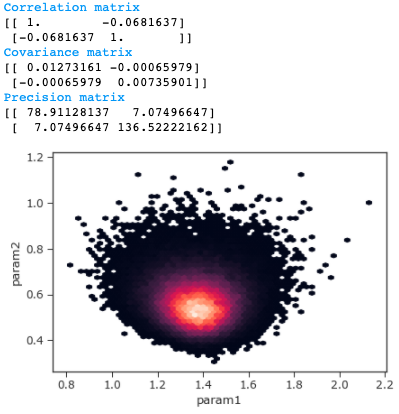 Correlation matrix
[[ 1. -0.0681637]
[-0.0681637 1. ]]
Covariance matrix
[[ 0.01273161 -0.00065979]
[-0.00065979 0.00735901]]
Precision matrix
[[ 78.91128137 7.07496647]
[ 7.07496647 136.52222162]]
1.2
1.0
0.8
0.6
0.4
param2
0.8 1.0 1.2 1.4 1.6 1.8 2.0 2.2
param1